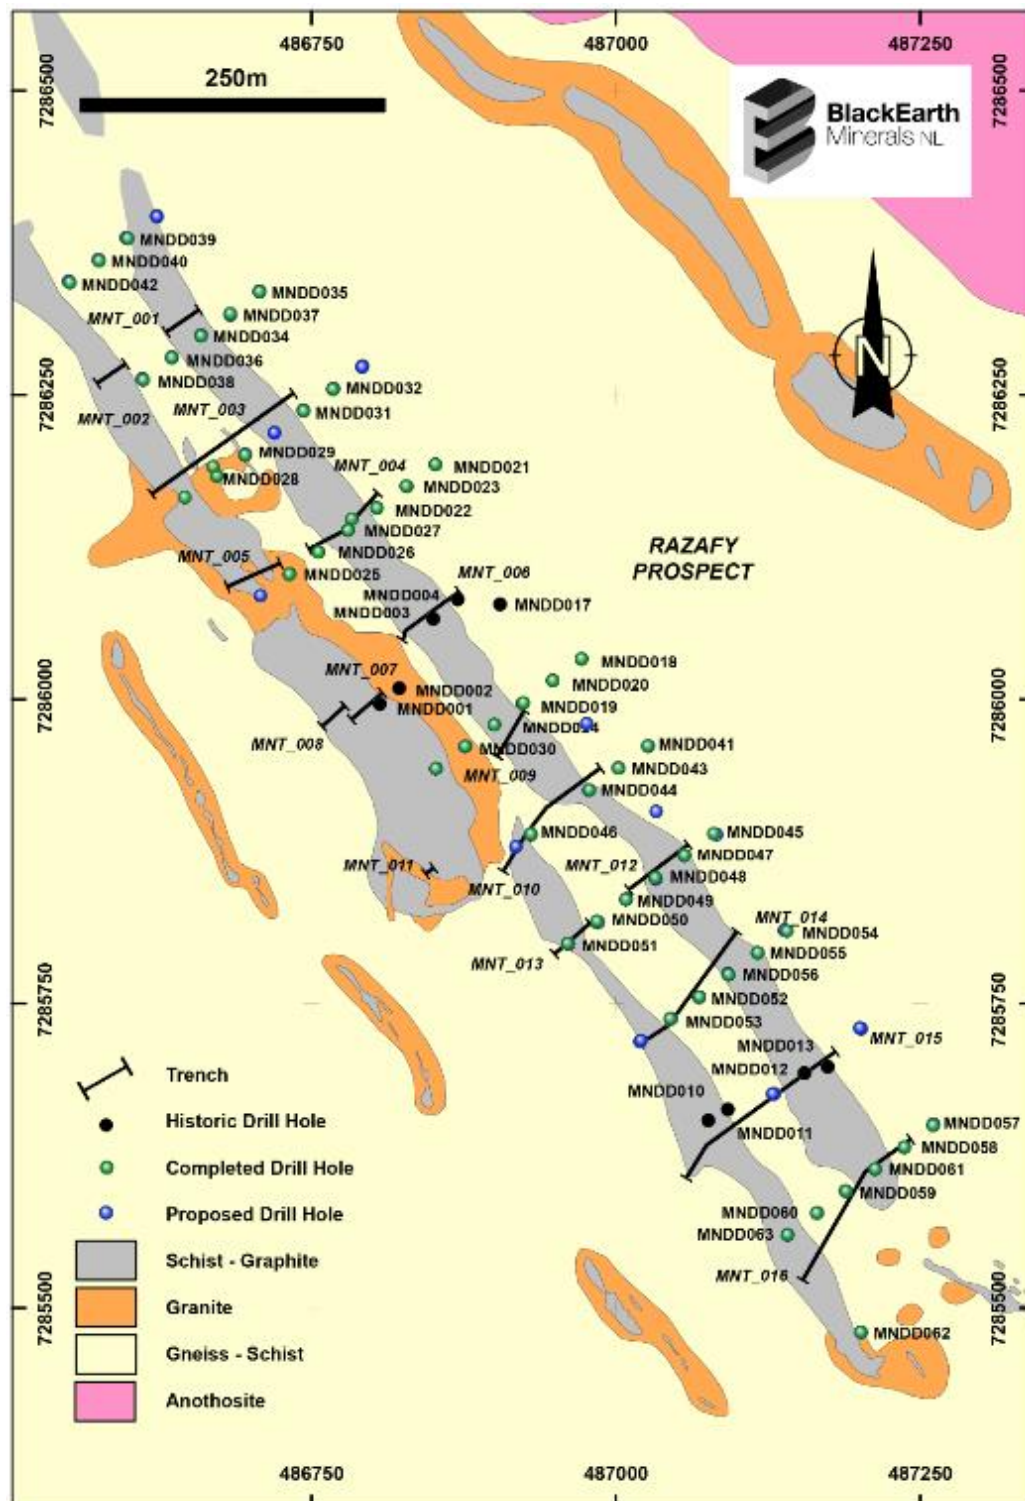 486750 487000 487250
7286500
7286500
250m
BlackEarth
Minerals NL
MNDD039
MNDD040
MNDD042
MNDD035
MNDD037
MNT_001
MNDD034
N
MNDD036
MNDD038
7286250
7286250
MNT_003
MNDD032
MNT_002
MNDD031
MNDD029
MNT_004
MNDD021
MNDD028
MNDD023
MNDD022
MNDD027
MNT_005
MNDD026
RAZAFY
PROSPECT
MNDD025
MNT_006
MNDD004
MNDD017
MNDD003
MNDD018
MNT_007
MNDD020
MNDD002
MNDD001
MNDD019
7286000
7286000
MNT_008
MNDD030
MNDD041
MNT_009
MNDD043
MNDD044
MNDD046
MNDD045
MNT_011
MNT_012
MNDD047
MNT_010
MNDD048
MNDD049
MNDD050
MNT_014
MNDD054
MNDD051
MNT_013
MNDD055
MNDD056
MNDD052
7285750
7285750
MNDD053
MNT_015
MNDD013
MNDD012
MNDD010
MNDD011
MNDD057
MNDD058
MNDD061
MNDD059
MNDD060
MNDD063
MNT_016
7285500
7285500
MNDD062
Trench
Historic Drill Hole
Completed Drill Hole
Proposed Drill Hole
Schist - Graphite
Granite
Gneiss - Schist
Anothosite
486750 487000 487250